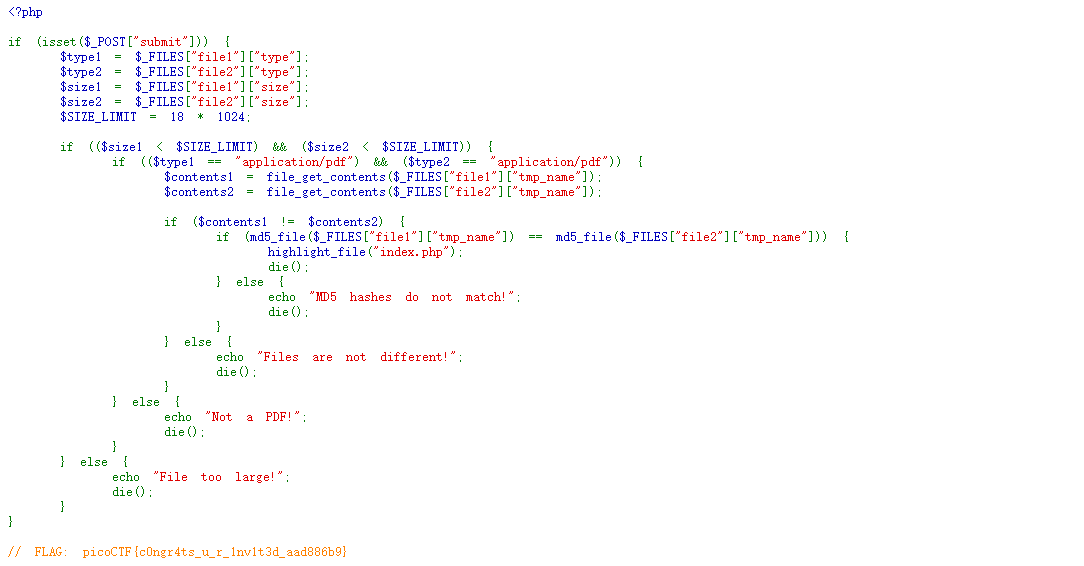 <?php
if (isset($_POST["submit"])) {
$type1 = $_FILES["file1"]["type"];
$type2 = $_FILES["file2"]["type"];
$size1 = $_FILES["file1"]["size"];
$size2 = $_FILES["file2"]["size"];
$SIZE_LIMIT = 18 * 1024;
if (($size1 < $SIZE_LIMIT) && ($size2 < $SIZE_LIMIT)) {
if (($type1 == "application/pdf") && ($type2 == "application/pdf")) {
$contents1 = file_get_contents($_FILES["file1"]["tmp_name"]);
$contents2 = file_get_contents($_FILES["file2"]["tmp_name"]);
if ($contents1 != $contents2) {
if (md5_file($_FILES["file1"]["tmp_name"]) == md5_file($_FILES["file2"]["tmp_name"])) {
highlight_file("index.php");
die();
} else {
echo "MD5 hashes do not match!";
die();
}
} else {
echo "Files are not different!";
die();
}
} else {
echo "Not a PDF!";
die();
}
} else {
echo "File too large!";
die();
}
}
// FLAG: picoCTF{c0ngr4ts_u_r_1nv1t3d_aad886b9}